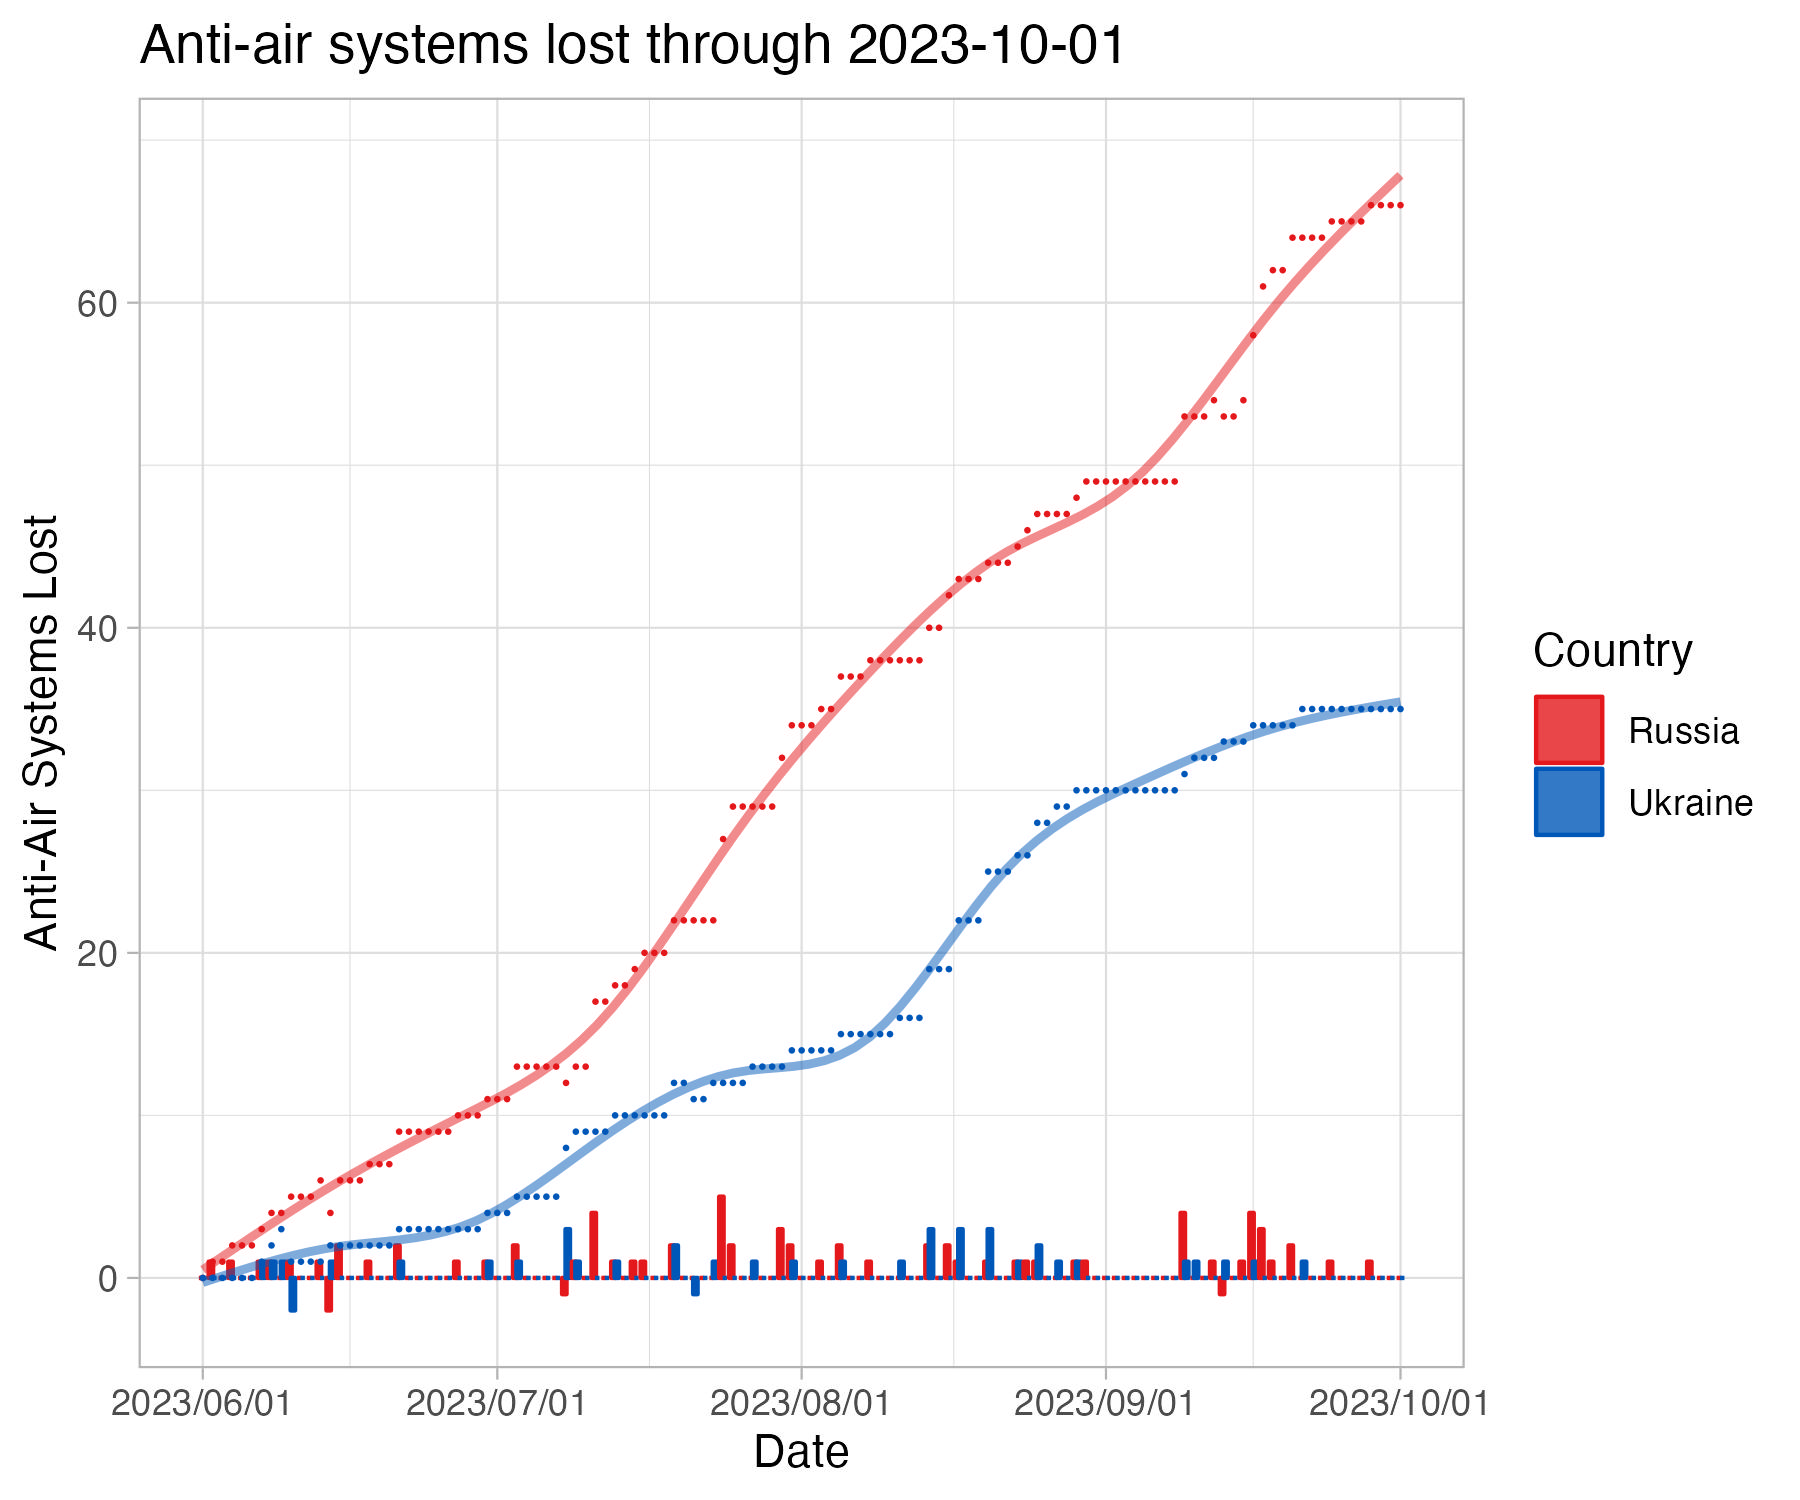 Anti-air systems lost through 2023-10-01
Anti-Air Systems Lost
60
40
20
0
2023/06/01 2023/07/01 2023/08/01 2023/09/01 2023/10/01
Date
Country
Russia
Ukraine